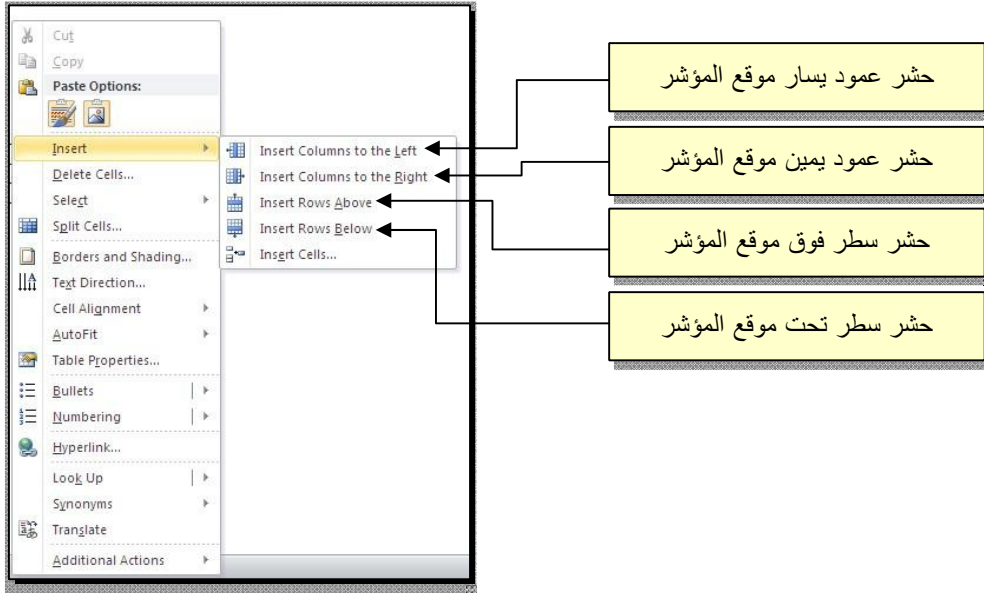 Cut
Copy
Paste Options:
Insert
Delete Cells...
Select
Split Cells...
Borders and Shading...
Text Direction...
Cell Alignment
AutoFit
Table Properties...
Bullets
Numbering
Hyperlink...
Look Up
Synonyms
Translate
Additional Actions
Insert Columns to the Left
Insert Columns to the Right
Insert Rows Above
Insert Rows Below
Insert Cells...
حشر عمود يسار موقع المؤشر
حشر عمود يمين موقع المؤشر
حشر سطر فوق موقع المؤشر
حشر سطر تحت موقع المؤشر